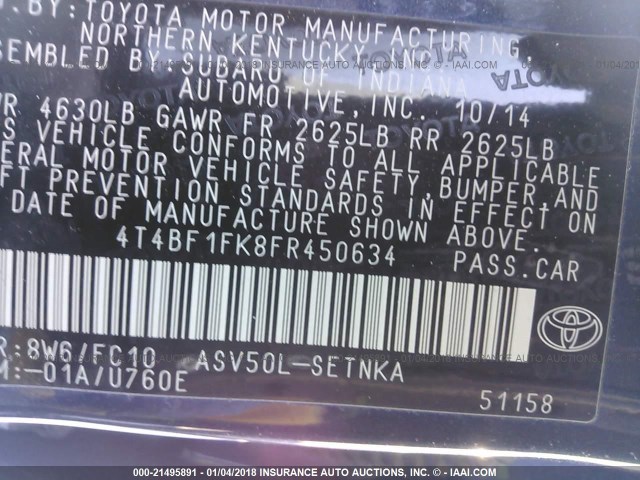 . BY: TOYOTA MOTOR MANUFACTURING
NORTHERN KENTUCKY, INC.
SEMBLED BY SUBARU OF INDIANA
AUTOMOTIVE, INC. 10/14
WR 4630LB GAWR FR 2625LB RR 2625LB
S VEHICLE CONFORMS TO ALL APPLICABLE
ERAL MOTOR VEHICLE SAFETY, BUMPER, AND
FT PREVENTION STANDARDS IN EFFECT ON
DATE OF MANUFACTURE SHOWN ABOVE.
4T4BF1FK8FR450634 PASS.CAR
R.:8W6/FC10 ASV50L-SETNKA
M:-01A/U760E
51158
000-21495891 - 01/04/2018 INSURANCE AUTO AUCTIONS, INC. - IAAI.COM